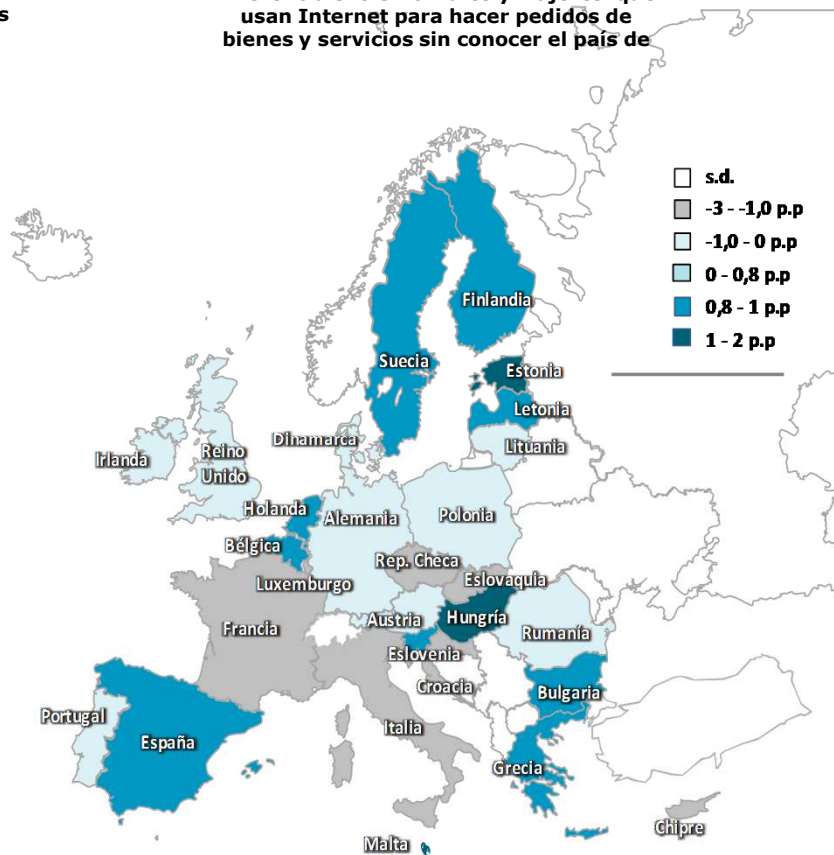 s
usan Internet para hacer pedidos de
bienes y servicios sin conocer el país de
s.d.
-3 - -1,0 p.p
-1,0 - 0 p.p
0 - 0,8 p.p
0,8 - 1 p.p
1 - 2 p.p
Finlandia
Suecia
Estonia
Letonia
Dinamarca
Lituania
Irlanda
Reino
Unido
Holanda
Alemania
Polonia
Bélgica
Rep. Checa
Luxemburgo
Eslovaquia
Austria
Hungría
Francia
Rumanía
Eslovenia
Croacia
Bulgaria
Portugal
España
Italia
Grecia
Chipre
Malta